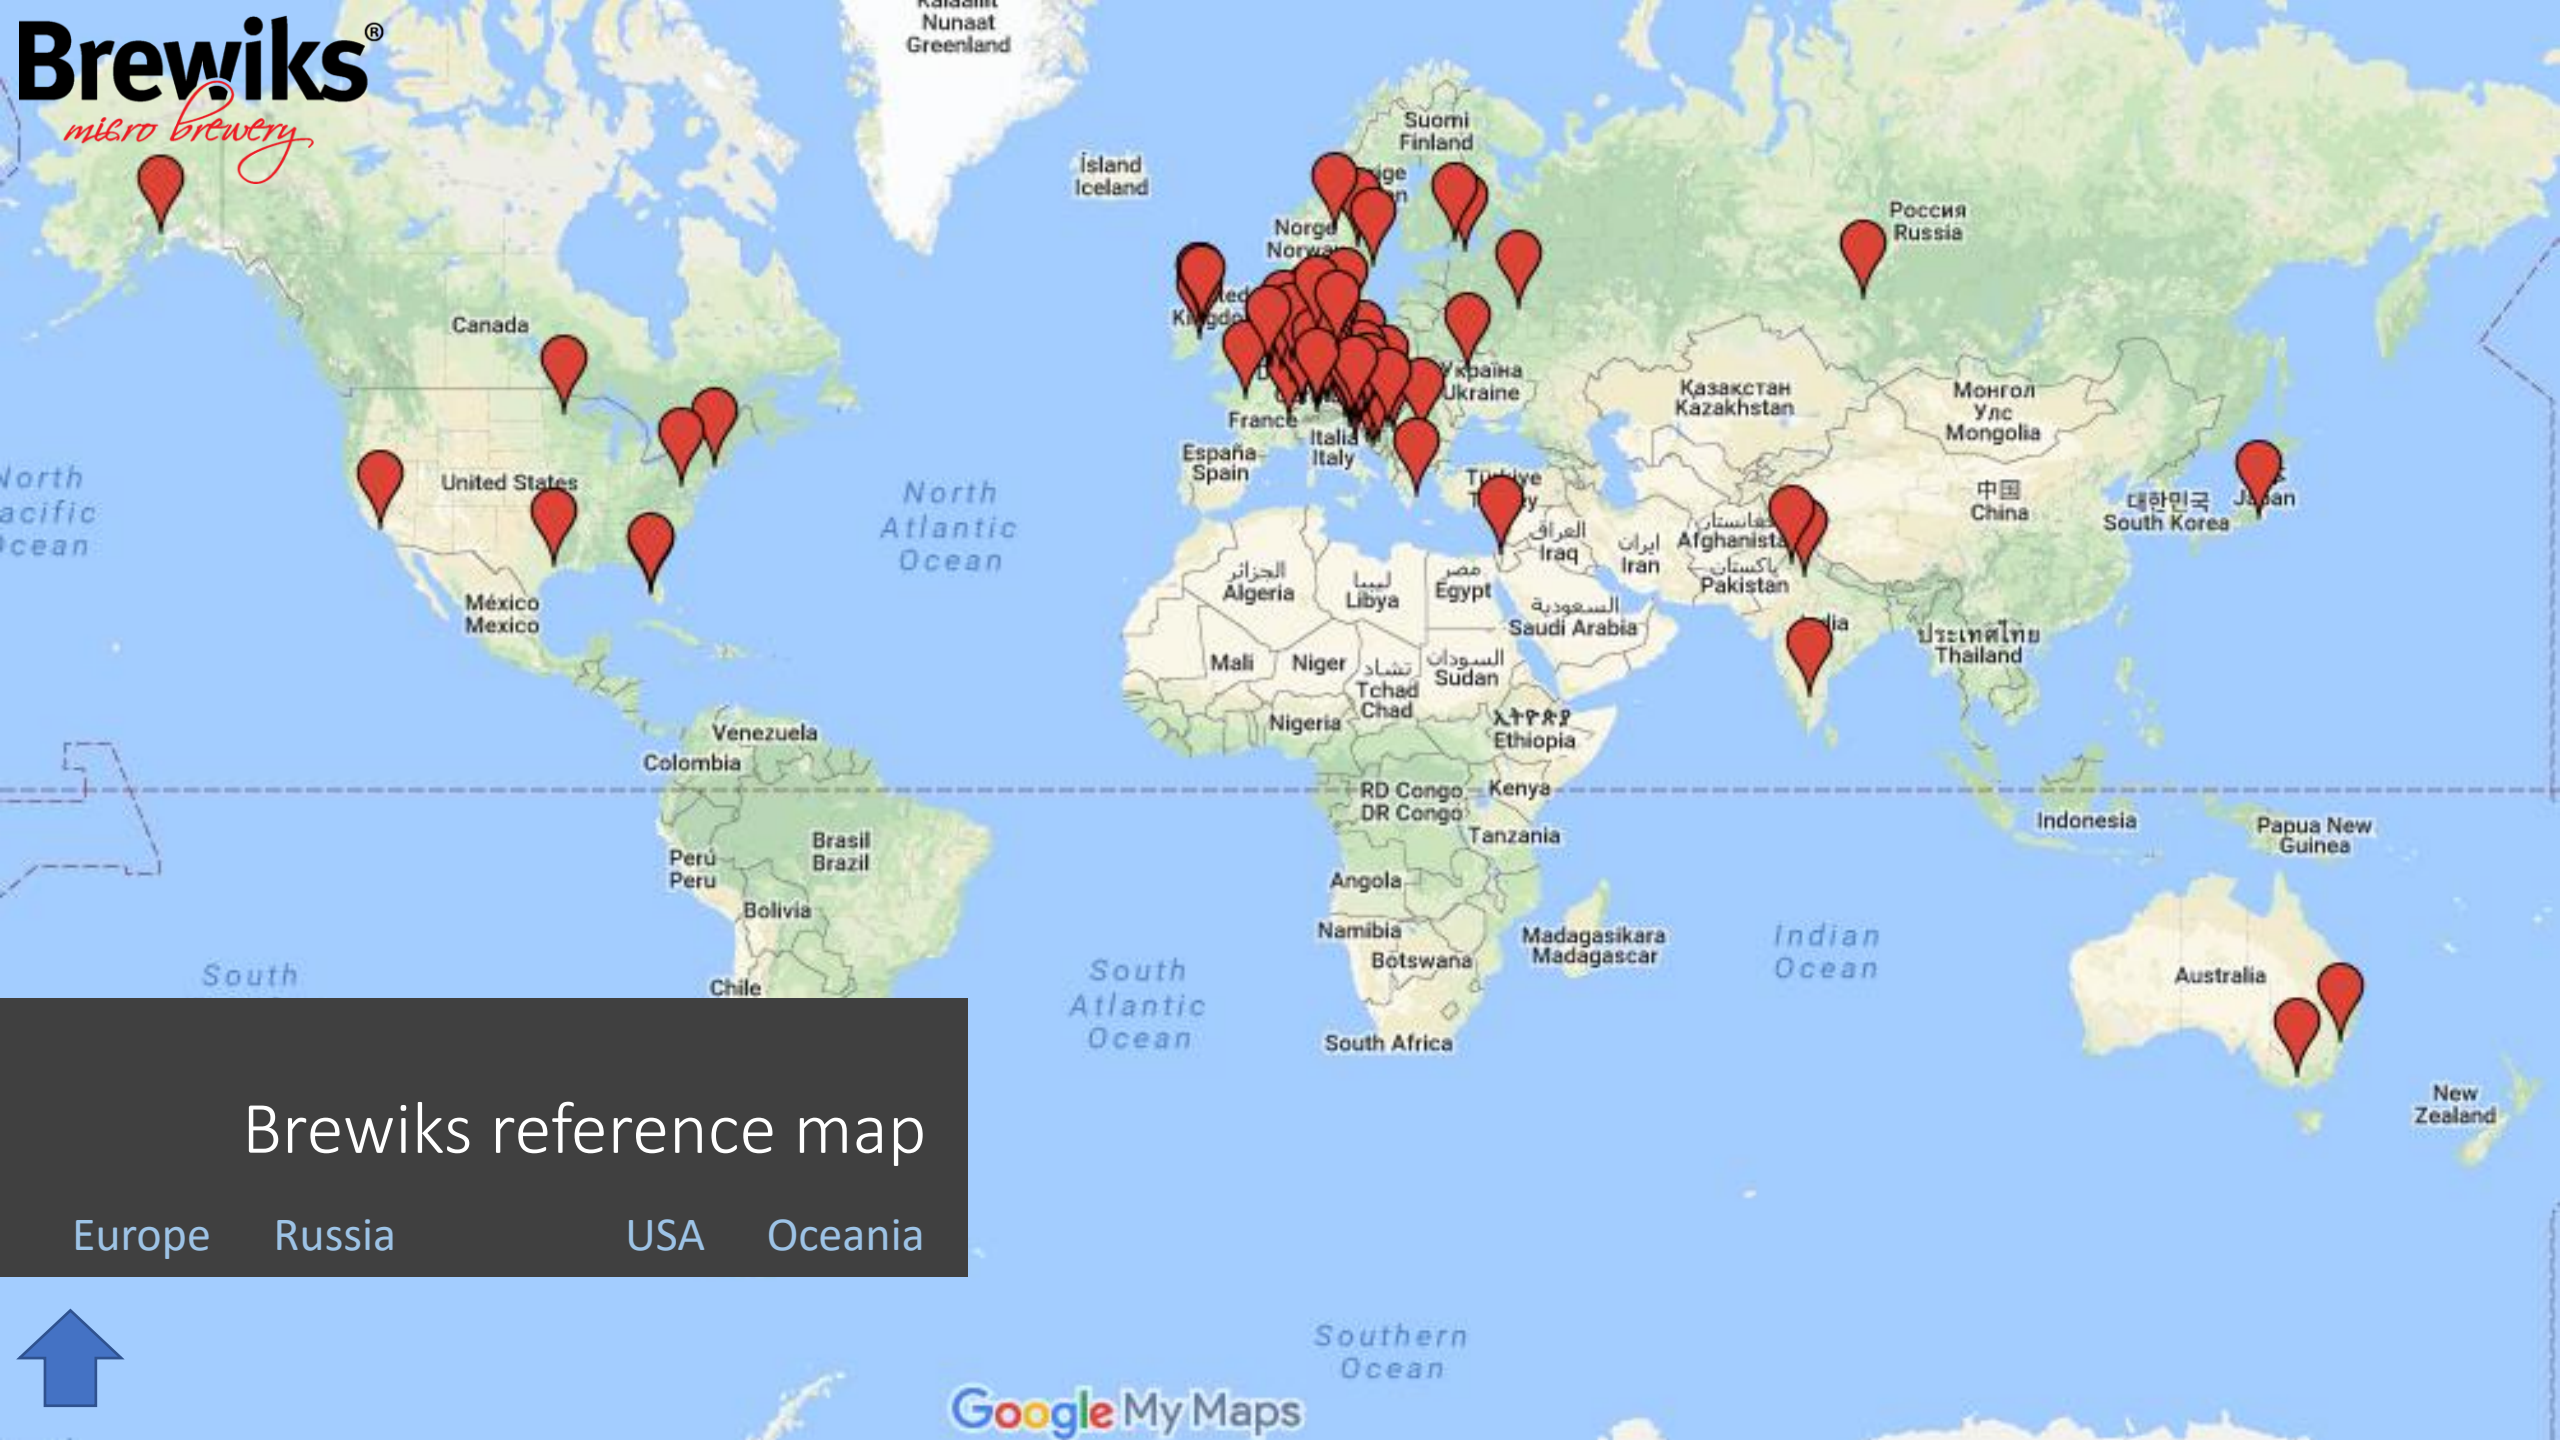 Brewiks®
micro brewery
Nunaat
Greenland
Ísland
Iceland
Suomi
Finland
Norge
Россия
Russia
Canada
United States
México
Mexico
North
Atlantic
Ocean
France
España
Spain
Italia
Italy
Україна
Ukraine
Қазақстан
Kazakhstan
Монгол
Улс
Mongolia
中国
China
대한민국
South Korea
العراق
Iraq
ایران
Iran
پاکستان
Pakistan
الجزائر
Algeria
ليبيا
Libya
مصر
Egypt
السعودية
Saudi Arabia
Mali
Niger
تشاد
Tchad
Chad
السودان
Sudan
Nigeria
ኢትዮጵያ
Ethiopia
ประเทศไทย
Thailand
Venezuela
Colombia
RD Congo
DR Congo
Kenya
Tanzania
Indonesia
Papua New
Guinea
Brasil
Brazil
Perú
Peru
Bolivia
Angola
Namibia
Botswana
Madagasikara
Madagascar
Indian
Ocean
Australia
South
Chile
South
Atlantic
Ocean
South Africa
New
Zealand
Brewiks reference map
Europe Russia USA Oceania
Southern
Ocean
Google My Maps